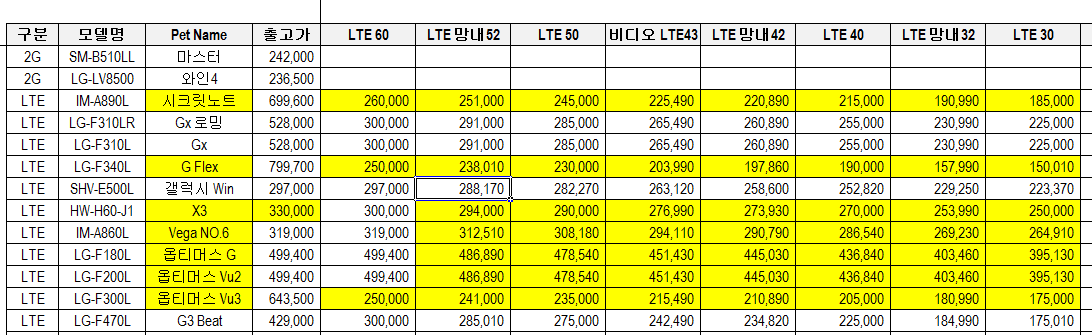 구분 모델명 Pet Name 출고가 LTE 60 LTE 망내52 LTE 50 비디오 LTE43 LTE 망내42 LTE 40 LTE 망내32 LTE 30
2G SM-B510LL 마스터 242,000
2G LG-LV8500 와인4 236,500
LTE IM-A890L 시크릿노트 699,600 260,000 251,000 245,000 225,490 220,890 215,000 190,990 185,000
LTE LG-F310LR Gx 로밍 528,000 300,000 291,000 285,000 265,490 260,890 255,000 230,990 225,000
LTE LG-F310L Gx 528,000 300,000 291,000 285,000 265,490 260,890 255,000 230,990 225,000
LTE LG-F340L G Flex 799,700 250,000 238,010 230,000 203,990 197,860 190,000 157,990 150,010
LTE SHV-E500L 갤럭시 Win 297,000 297,000 288,170 282,270 263,120 258,600 252,820 229,250 223,370
LTE HW-H60-J1 X3 330,000 300,000 294,000 290,000 276,990 273,930 270,000 253,990 250,000
LTE IM-A860L Vega NO.6 319,000 319,000 312,510 308,180 294,110 290,790 286,540 269,230 264,910
LTE LG-F180L 옵티머스 G 499,400 499,400 486,890 478,540 451,430 445,030 436,840 403,460 395,130
LTE LG-F200L 옵티머스 Vu2 499,400 499,400 486,890 478,540 451,430 445,030 436,840 403,460 395,130
LTE LG-F300L 옵티머스 Vu3 643,500 250,000 241,000 235,000 215,490 210,890 205,000 180,990 175,000
LTE LG-F470L G3 Beat 429,000 300,000 285,010 275,000 242,490 234,820 225,000 184,990 175,010